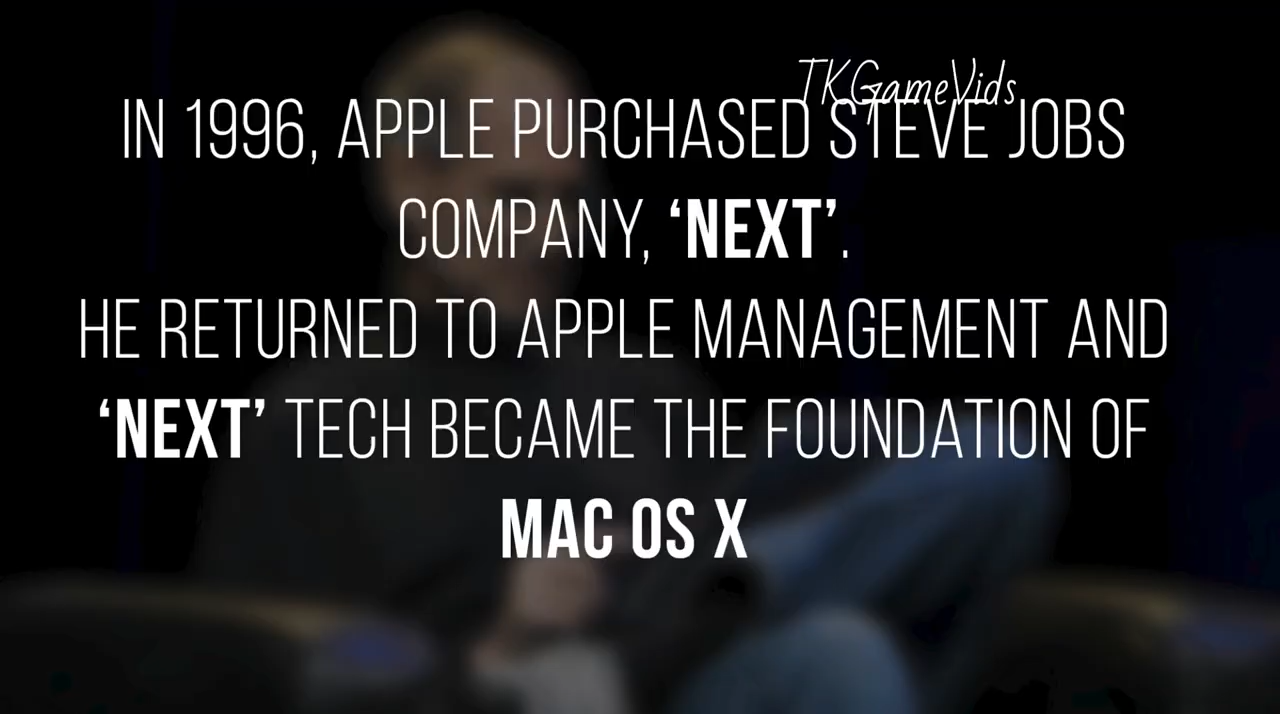 TKGameVids
IN 1996, APPLE PURCHASED STEVE JOBS
COMPANY, ‘NEXT’.
HE RETURNED TO APPLE MANAGEMENT AND
‘NEXT’ TECH BECAME THE FOUNDATION OF
MAC OS X